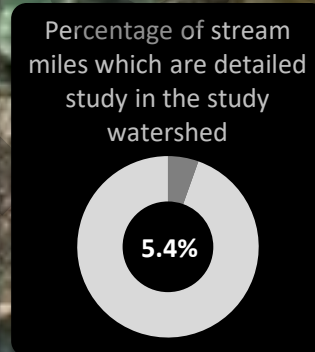 Percentage of stream
miles which are detailed
study in the study
watershed
5.4%